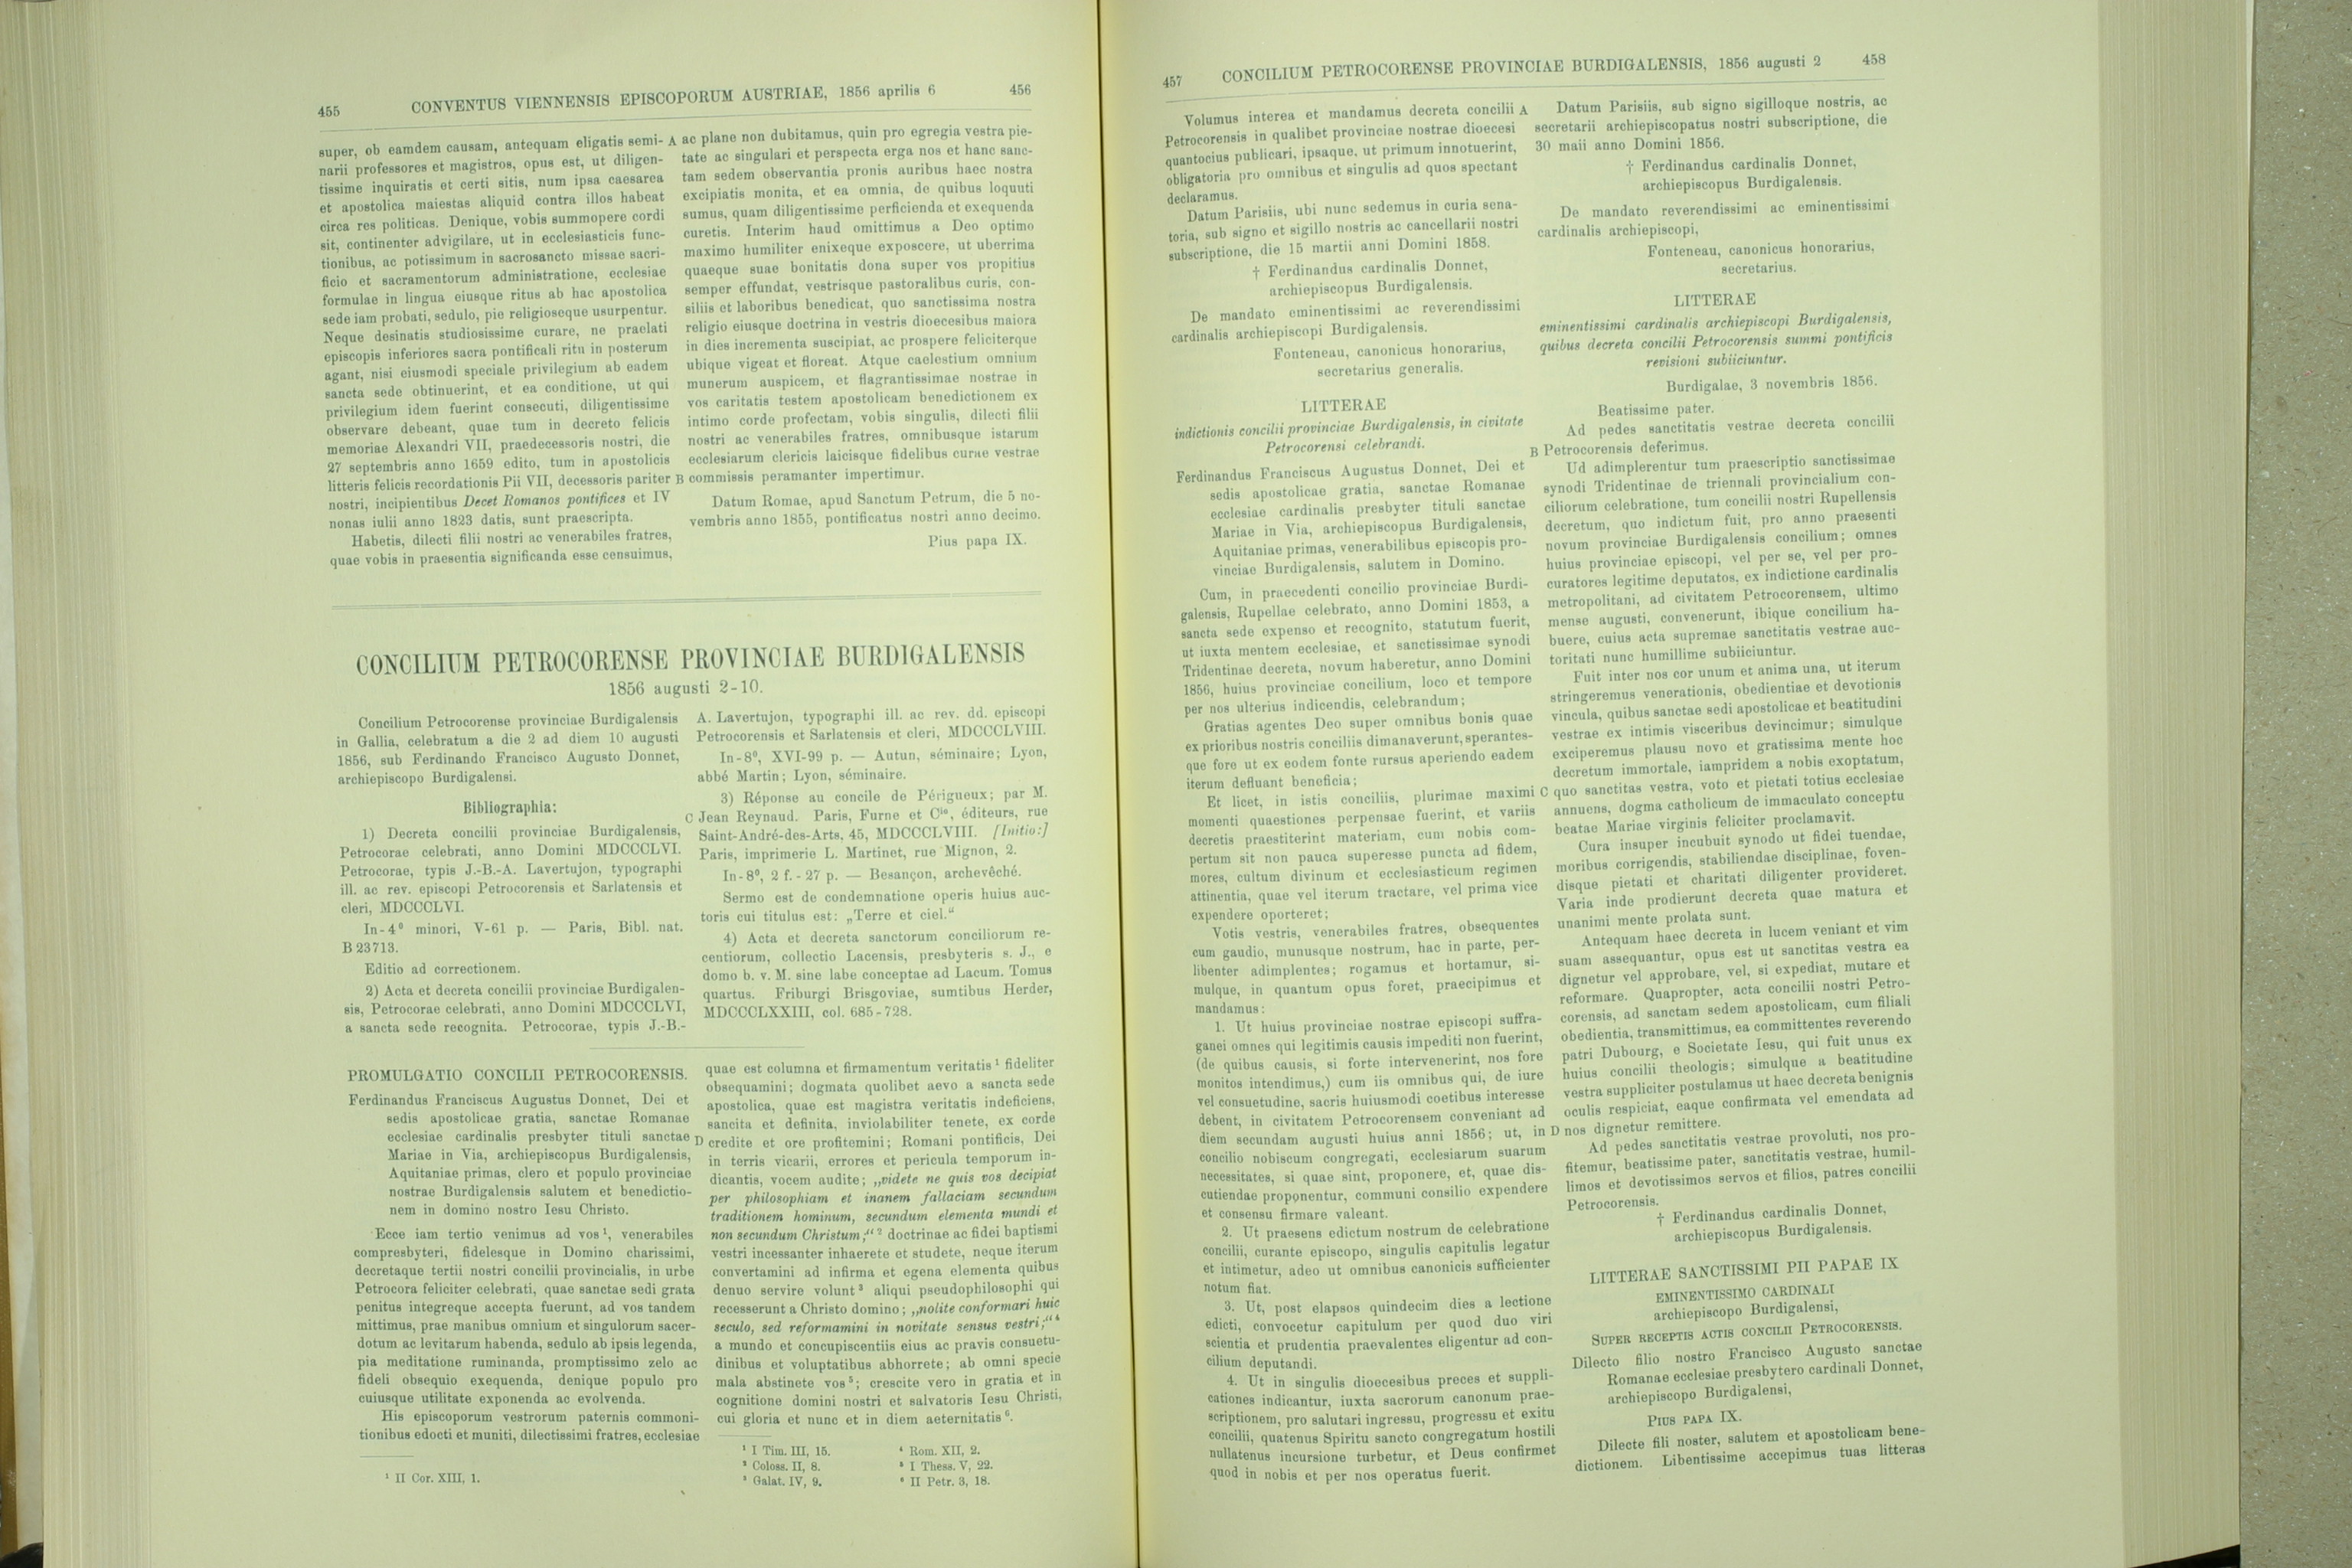 455 CONVENTUS VIENNENSIS EPISCOPORUM AUSTRIAE, 1856 aprilis 6 456
super, ob eamdem causam, antequam eligatis semi-
narii professores et magistros, opus est, ut diligen-
tissime inquiratis et certi sitis, num ipsa caesarea
et apostolica maiestas aliquid contra illos habeat
circa res politicas. Denique, vobis summopere cordi
sit, continenter advigilare, ut in ecclesiasticis func-
tionibus, ac potissimum in sacrosancto missae sacri-
ficio et sacramentorum administratione, ecclesiae
formulae in lingua eiusque ritus ab hac apostolica
sede iam probati, sedulo, pie religioseque usurpentur.
Neque desinatis studiosissime curare, ne praelati
episcopis inferiores sacra pontificali ritu in posterum
agant, nisi eiusmodi speciale privilegium ab eadem
sancta sede obtinuerint, et ea conditione, ut qui
privilegium idem fuerint consecuti, diligentissime
observare debeant, quae tum in decreto felicis
memoriae Alexandri VII, praedecessoris nostri, die
27 septembris anno 1659 edito, tum in apostolicis
litteris felicis recordationis Pii VII, decessoris pariter
nostri, incipientibus Decet Romanos pontifices et IV
nonas iulii anno 1823 datis, sunt praescripta.
Habetis, dilecti filii nostri ac venerabiles fratres,
quae vobis in praesentia significanda esse censuimus,
A ac plane non dubitamus, quin pro egregia vestra pie-
tate ac singulari et perspecta erga nos et hanc sanc-
tam sedem observantia pronis auribus haec nostra
excipiatis monita, et ea omnia, de quibus loquuti
sumus, quam diligentissime perficienda et exequenda
curetis. Interim haud omittimus a Deo optimo
maximo humiliter enixeque exposcere, ut uberrima
quaeque suae bonitatis dona super vos propitius
semper effundat, vestrisque pastoralibus curis, con-
siliis et laboribus benedicat, quo sanctissima nostra
religio eiusque doctrina in vestris dioecesibus maiora
in dies incrementa suscipiat, ac prospere feliciterque
ubique vigeat et floreat. Atque caelestium omnium
munerum auspicem, et flagrantissimae nostrae in
vos caritatis testem apostolicam benedictionem ex
intimo corde profectam, vobis singulis, dilecti filii
nostri ac venerabiles fratres, omnibusque istarum
ecclesiarum clericis laicisque fidelibus curae vestrae
B commissis peramanter impertimur.
Datum Romae, apud Sanctum Petrum, die 5 no-
vembris anno 1855, pontificatus nostri anno decimo.
Pius papa IX.
CONCILIUM PETROCORENSE PROVINCIAE BURDIGALENSIS
1856 augusti 2-10.
Concilium Petrocorense provinciae Burdigalensis
in Gallia, celebratum a die 2 ad diem 10 augusti
1856, sub Ferdinando Francisco Augusto Donnet,
archiepiscopo Burdigalensi.
Bibliographia:
1) Decreta concilii provinciae Burdigalensis,
Petrocorae celebrati, anno Domini MDCCCLVI.
Petrocorae, typis J.-B.-A. Lavertujon, typographi
ill. ac rev. episcopi Petrocorensis et Sarlatensis et
cleri, MDCCCLVI.
In-4⁰ minori, V-61 p. — Paris, Bibl. nat.
B 23713.
Editio ad correctionem.
2) Acta et decreta concilii provinciae Burdigalen-
sis, Petrocorae celebrati, anno Domini MDCCCLVI,
a sancta sede recognita. Petrocorae, typis J.-B.-
A. Lavertujon, typographi ill. ac rev. dd. episcopi
Petrocorensis et Sarlatensis et cleri, MDCCCLVIII.
In-8⁰, XVI-99 p. — Autun, séminaire; Lyon,
abbé Martin; Lyon, séminaire.
3) Réponse au concile de Périgueux; par M.
C Jean Reynaud. Paris, Furne et Cie, éditeurs, rue
Saint-André-des-Arts, 45, MDCCCLVIII. [Initio:]
Paris, imprimerie L. Martinet, rue Mignon, 2.
In-8⁰, 2 f.-27 p. — Besançon, archevêché.
Sermo est de condemnatione operis huius auc-
toris cui titulus est: „Terre et ciel.“
4) Acta et decreta sanctorum conciliorum re-
centiorum, collectio Lacensis, presbyteris s. J., e
domo b. v. M. sine labe conceptae ad Lacum. Tomus
quartus. Friburgi Brisgoviae, sumtibus Herder,
MDCCCLXXIII, col. 685-728.
PROMULGATIO CONCILII PETROCORENSIS.
Ferdinandus Franciscus Augustus Donnet, Dei et
sedis apostolicae gratia, sanctae Romanae
ecclesiae cardinalis presbyter tituli sanctae
Mariae in Via, archiepiscopus Burdigalensis,
Aquitaniae primas, clero et populo provinciae
nostrae Burdigalensis salutem et benedictio-
nem in domino nostro Iesu Christo.
Ecce iam tertio venimus ad vos¹, venerabiles
compresbyteri, fidelesque in Domino charissimi,
decretaque tertii nostri concilii provincialis, in urbe
Petrocora feliciter celebrati, quae sanctae sedi grata
penitus integreque accepta fuerunt, ad vos tandem
mittimus, prae manibus omnium et singulorum sacer-
dotum ac levitarum habenda, sedulo ab ipsis legenda,
pia meditatione ruminanda, promptissimo zelo ac
fideli obsequio exequenda, denique populo pro
cuiusque utilitate exponenda ac evolvenda.
His episcoporum vestrorum paternis commoni-
tionibus edocti et muniti, dilectissimi fratres, ecclesiae
¹ II Cor. XIII, 1.
quae est columna et firmamentum veritatis¹ fideliter
obsequamini; dogmata quolibet aevo a sancta sede
apostolica, quae est magistra veritatis indeficiens,
sancita et definita, inviolabiliter tenete, ex corde
D credite et ore profitemini; Romani pontificis, Dei
in terris vicarii, errores et pericula temporum in-
dicantis, vocem audite; „videte ne quis vos decipiat
per philosophiam et inanem fallaciam secundum
traditionem hominum, secundum elementa mundi et
non secundum Christum;“² doctrinae ac fidei baptismi
vestri incessanter inhaerete et studete, neque iterum
convertamini ad infirma et egena elementa quibus
denuo servire volunt³ aliqui pseudophilosophi qui
recesserunt a Christo domino; „nolite conformari huic
seculo, sed reformamini in novitate sensus vestri;“⁴
a mundo et concupiscentiis eius ac pravis consuetu-
dinibus et voluptatibus abhorrete; ab omni specie
mala abstinete vos⁵; crescite vero in gratia et in
cognitione domini nostri et salvatoris Iesu Christi,
cui gloria et nunc et in diem aeternitatis⁶.
¹ I Tim. III, 15.
² Coloss. II, 8.
³ Galat. IV, 9.
⁴ Rom. XII, 2.
⁵ I Thess. V, 22.
⁶ II Petr. 3, 18.
457 CONCILIUM PETROCORENSE PROVINCIAE BURDIGALENSIS, 1856 augusti 2 458
Volumus interea et mandamus decreta concilii
Petrocorensis in qualibet provinciae nostrae dioecesi
quantocius publicari, ipsaque, ut primum innotuerint,
obligatoria pro omnibus et singulis ad quos spectant
declaramus.
Datum Parisiis, ubi nunc sedemus in curia sena-
toria, sub signo et sigillo nostris ac cancellarii nostri
subscriptione, die 15 martii anni Domini 1858.
† Ferdinandus cardinalis Donnet,
archiepiscopus Burdigalensis.
De mandato eminentissimi ac reverendissimi
cardinalis archiepiscopi Burdigalensis.
Fonteneau, canonicus honorarius,
secretarius generalis.
LITTERAE
indictionis concilii provinciae Burdigalensis, in civitate
Petrocorensi celebrandi.
Ferdinandus Franciscus Augustus Donnet, Dei et
sedis apostolicae gratia, sanctae Romanae
ecclesiae cardinalis presbyter tituli sanctae
Mariae in Via, archiepiscopus Burdigalensis,
Aquitaniae primas, venerabilibus episcopis pro-
vinciae Burdigalensis, salutem in Domino.
Cum, in praecedenti concilio provinciae Burdi-
galensis, Rupellae celebrato, anno Domini 1853, a
sancta sede expenso et recognito, statutum fuerit,
ut iuxta mentem ecclesiae, et sanctissimae synodi
Tridentinae decreta, novum haberetur, anno Domini
1856, huius provinciae concilium, loco et tempore
per nos ulterius indicendis, celebrandum;
Gratias agentes Deo super omnibus bonis quae
ex prioribus nostris conciliis dimanaverunt, sperantes-
que fore ut ex eodem fonte rursus aperiendo eadem
iterum defluant beneficia;
Et licet, in istis conciliis, plurimae maximi
momenti quaestiones perpensae fuerint, et variis
decretis praestiterint materiam, cum nobis com-
pertum sit non pauca superesse puncta ad fidem,
mores, cultum divinum et ecclesiasticum regimen
attinentia, quae vel iterum tractare, vel prima vice
expendere oporteret;
Votis vestris, venerabiles fratres, obsequentes
cum gaudio, munusque nostrum, hac in parte, per-
libenter adimplentes; rogamus et hortamur, si-
mulque, in quantum opus foret, praecipimus et
mandamus:
1. Ut huius provinciae nostrae episcopi suffra-
ganei omnes qui legitimis causis impediti non fuerint,
(de quibus causis, si forte intervenerint, nos fore
monitos intendimus,) cum iis omnibus qui, de iure
vel consuetudine, sacris huiusmodi coetibus interesse
debent, in civitatem Petrocorensem conveniant ad
diem secundam augusti huius anni 1856; ut, in
concilio nobiscum congregati, ecclesiarum suarum
necessitates, si quae sint, proponere, et, quae dis-
cutiendae proponentur, communi consilio expendere
et consensu firmare valeant.
2. Ut praesens edictum nostrum de celebratione
concilii, curante episcopo, singulis capitulis legatur
et intimetur, adeo ut omnibus canonicis sufficienter
notum fiat.
3. Ut, post elapsos quindecim dies a lectione
edicti, convocetur capitulum per quod duo viri
scientia et prudentia praevalentes eligentur ad con-
cilium deputandi.
4. Ut in singulis dioecesibus preces et suppli-
cationes indicantur, iuxta sacrorum canonum prae-
scriptionem, pro salutari ingressu, progressu et exitu
concilii, quatenus Spiritu sancto congregatum hostili
nullatenus incursione turbetur, et Deus confirmet
quod in nobis et per nos operatus fuerit.
A Datum Parisiis, sub signo sigilloque nostris, ac
secretarii archiepiscopatus nostri subscriptione, die
30 maii anno Domini 1856.
† Ferdinandus cardinalis Donnet,
archiepiscopus Burdigalensis.
De mandato reverendissimi ac eminentissimi
cardinalis archiepiscopi,
Fonteneau, canonicus honorarius,
secretarius.
LITTERAE
eminentissimi cardinalis archiepiscopi Burdigalensis,
quibus decreta concilii Petrocorensis summi pontificis
revisioni subiiciuntur.
Burdigalae, 3 novembris 1856.
Beatissime pater.
Ad pedes sanctitatis vestrae decreta concilii
B Petrocorensis deferimus.
Ud adimplerentur tum praescriptio sanctissimae
synodi Tridentinae de triennali provincialium con-
ciliorum celebratione, tum concilii nostri Rupellensis
decretum, quo indictum fuit, pro anno praesenti
novum provinciae Burdigalensis concilium; omnes
huius provinciae episcopi, vel per se, vel per pro-
curatores legitime deputatos, ex indictione cardinalis
metropolitani, ad civitatem Petrocorensem, ultimo
mense augusti, convenerunt, ibique concilium ha-
buere, cuius acta supremae sanctitatis vestrae auc-
toritati nunc humillime subiiciuntur.
Fuit inter nos cor unum et anima una, ut iterum
stringeremus venerationis, obedientiae et devotionis
vincula, quibus sanctae sedi apostolicae et beatitudini
vestrae ex intimis visceribus devincimur; simulque
exciperemus plausu novo et gratissima mente hoc
decretum immortale, iampridem a nobis exoptatum,
C quo sanctitas vestra, voto et pietati totius ecclesiae
annuens, dogma catholicum de immaculato conceptu
beatae Mariae virginis feliciter proclamavit.
Cura insuper incubuit synodo ut fidei tuendae,
moribus corrigendis, stabiliendae disciplinae, foven-
disque pietati et charitati diligenter provideret.
Varia inde prodierunt decreta quae matura et
unanimi mente prolata sunt.
Antequam haec decreta in lucem veniant et vim
suam assequantur, opus est ut sanctitas vestra ea
dignetur vel approbare, vel, si expediat, mutare et
reformare. Quapropter, acta concilii nostri Petro-
corensis, ad sanctam sedem apostolicam, cum filiali
obedientia, transmittimus, ea committentes reverendo
patri Dubourg, e Societate Iesu, qui fuit unus ex
huius concilii theologis; simulque a beatitudine
vestra suppliciter postulamus ut haec decreta benignis
oculis respiciat, eaque confirmata vel emendata ad
D nos dignetur remittere.
Ad pedes sanctitatis vestrae provoluti, nos pro-
fitemur, beatissime pater, sanctitatis vestrae, humil-
limos et devotissimos servos et filios, patres concilii
Petrocorensis.
† Ferdinandus cardinalis Donnet,
archiepiscopus Burdigalensis.
LITTERAE SANCTISSIMI PII PAPAE IX
EMINENTISSIMO CARDINALI
archiepiscopo Burdigalensi,
SUPER RECEPTIS ACTIS CONCILII PETROCORENSIS.
Dilecto filio nostro Francisco Augusto sanctae
Romanae ecclesiae presbytero cardinali Donnet,
archiepiscopo Burdigalensi,
PIUS PAPA IX.
Dilecte fili noster, salutem et apostolicam bene-
dictionem. Libentissime accepimus tuas litteras